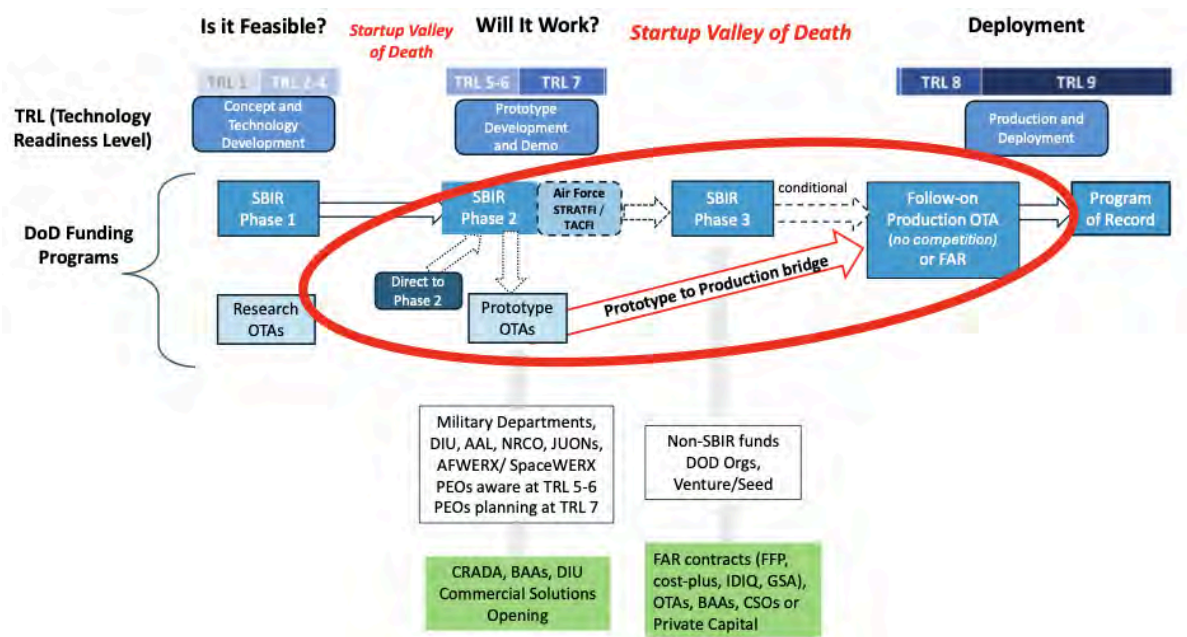 Is it Feasible?
Startup Valley
of Death
Will It Work?
Startup Valley of Death
Deployment
TRL (Technology
Readiness Level)
TRL 1
TRL 2-4
TRL 5-6
TRL 7
TRL 8
TRL 9
Concept and
Technology
Development
Prototype
Development
and Demo
Production and
Deployment
DoD Funding
Programs
SBIR
Phase 1
SBIR
Phase 2
Air Force
STRATFI /
TACFI
SBIR
Phase 3
conditional
Follow-on
Production OTA
(no competition)
or FAR
Program
of Record
Direct to
Phase 2
Research
OTAs
Prototype
OTAs
Prototype to Production bridge
Military Departments,
DIU, AAL, NRCO, JUONs,
AFWERX/ SpaceWERX
PEOs aware at TRL 5-6
PEOs planning at TRL 7
Non-SBIR funds
DOD Orgs,
Venture/Seed
CRADA, BAAs, DIU
Commercial Solutions
Opening
FAR contracts (FFP,
cost-plus, IDIQ, GSA),
OTAs, BAAs, CSOs or
Private Capital